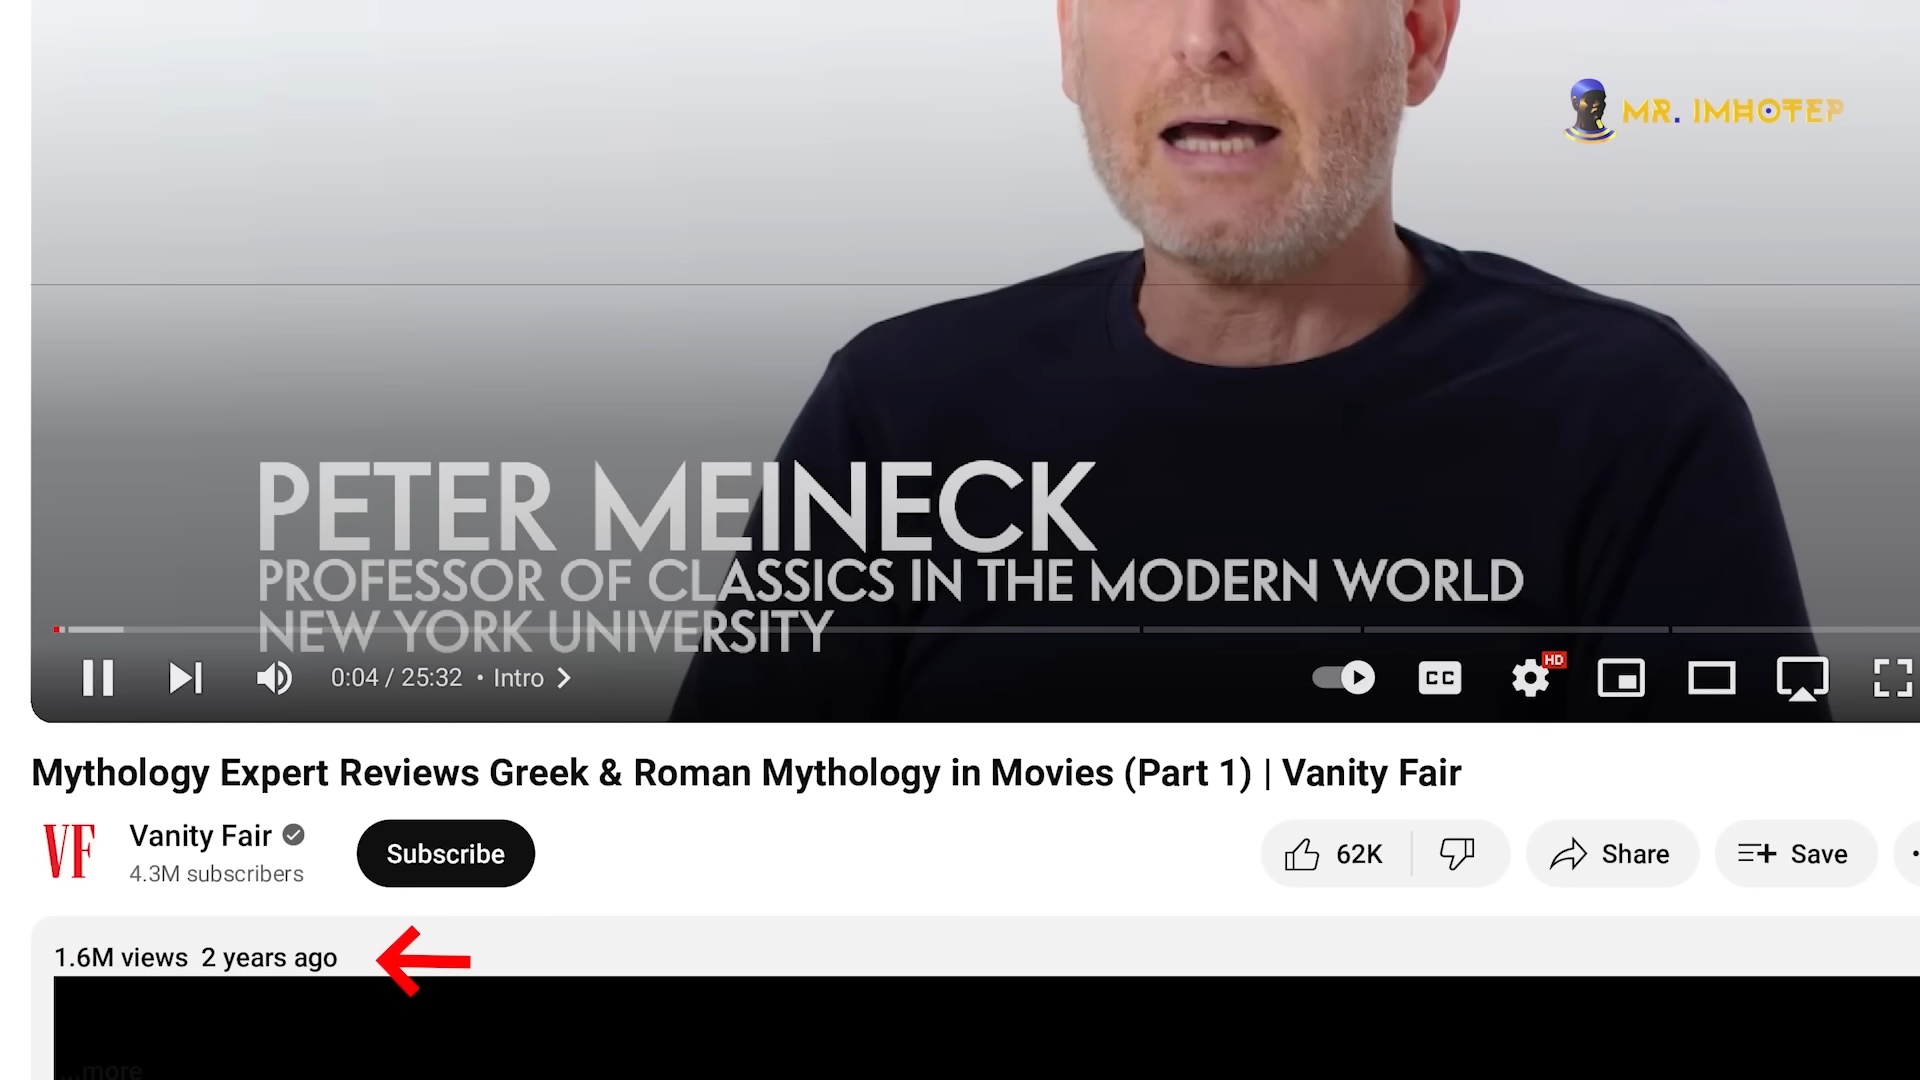 MR. IMHOTEP
PETER MEINECK
PROFESSOR OF CLASSICS IN THE MODERN WORLD
NEW YORK UNIVERSITY
0:04 / 25:32 • Intro
CC
HD
Mythology Expert Reviews Greek & Roman Mythology in Movies (Part 1) | Vanity Fair
VF
Vanity Fair
4.3M subscribers
Subscribe
62K
Share
Save
1.6M views 2 years ago
...more